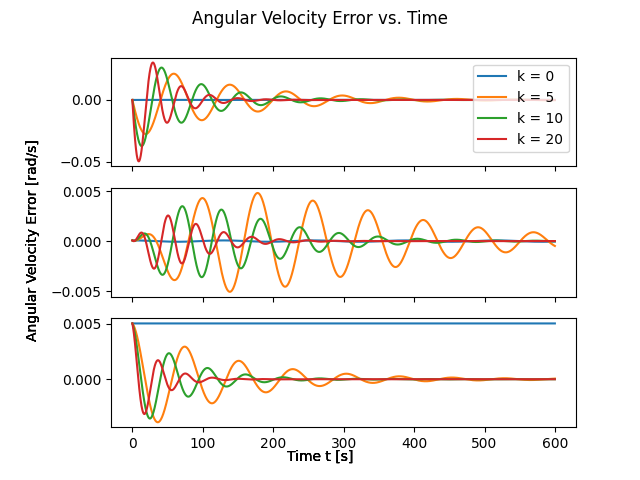 Angular Velocity Error vs. Time
0.00
−0.05
k = 0
k = 5
k = 10
k = 20
0.005
0.000
−0.005
Angular Velocity Error [rad/s]
0.005
0.000
0
100
200
300
400
500
600
Time t [s]